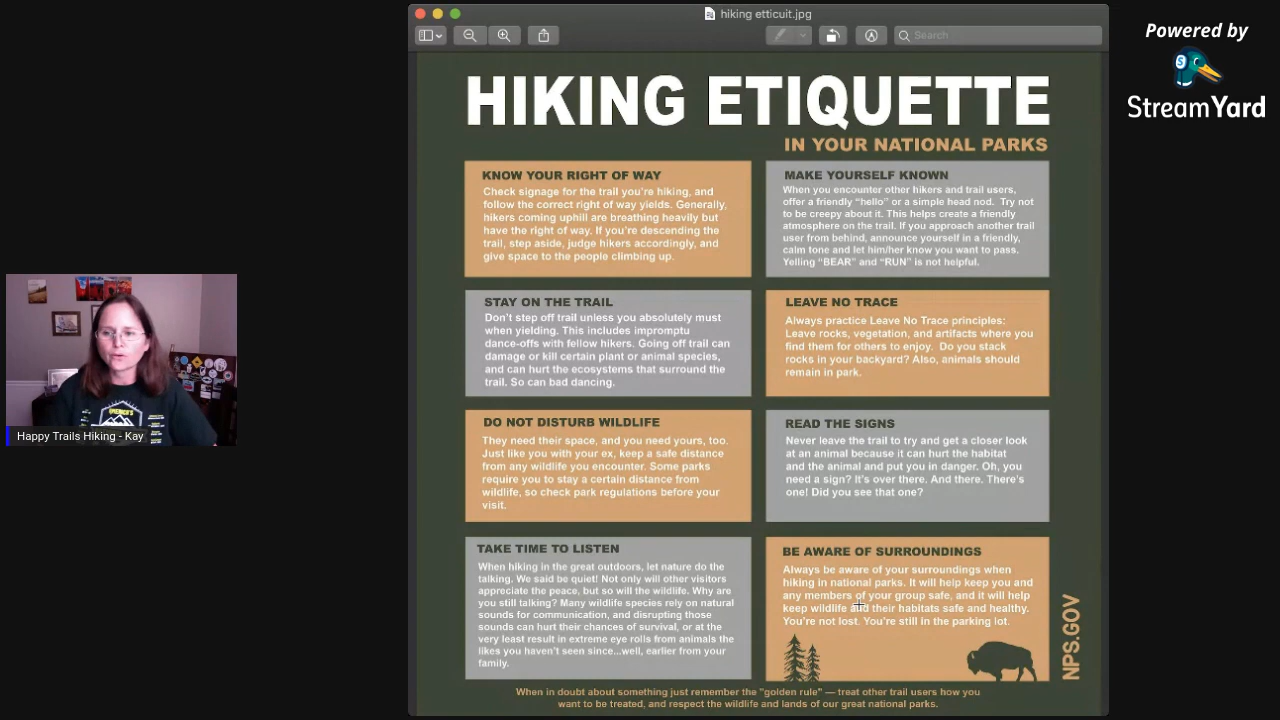 hiking etticuit.jpg
Search
Powered by
StreamYard
HIKING ETIQUETTE
IN YOUR NATIONAL PARKS
KNOW YOUR RIGHT OF WAY
Check signage for the trail you're hiking, and
follow the correct right of way yields. Generally,
hikers coming uphill are breathing heavily but
have the right of way. If you're descending the
trail, step aside, judge hikers accordingly, and
give space to the people climbing up.
MAKE YOURSELF KNOWN
When you encounter other hikers and trail users,
offer a friendly “hello” or a simple head nod. Try not
to be creepy about it. This helps create a friendly
atmosphere on the trail. If you approach another trail
user from behind, announce yourself in a friendly,
calm tone and let him/her know you want to pass.
Yelling “BEAR” and “RUN” is not helpful.
STAY ON THE TRAIL
Don't step off trail unless you absolutely must
when yielding. This includes impromptu
dance-offs with fellow hikers. Going off trail can
damage or kill certain plant or animal species,
and can hurt the ecosystems that surround the
trail. So can bad dancing.
LEAVE NO TRACE
Always practice Leave No Trace principles:
Leave rocks, vegetation, and artifacts where you
find them for others to enjoy. Do you stack
rocks in your backyard? Also, animals should
remain in park.
DO NOT DISTURB WILDLIFE
They need their space, and you need yours, too.
Just like you with your ex, keep a safe distance
from any wildlife you encounter. Some parks
require you to stay a certain distance from
wildlife, so check park regulations before your
visit.
READ THE SIGNS
Never leave the trail to try and get a closer look
at an animal because it can hurt the habitat
and the animal and put you in danger. Oh, you
need a sign? It's over there. And there. There's
one! Did you see that one?
TAKE TIME TO LISTEN
When hiking in the great outdoors, let nature do the
talking. We said be quiet! Not only will other visitors
appreciate the peace, but so will the wildlife. Why are
you still talking? Many wildlife species rely on natural
sounds for communication, and disrupting those
sounds can hurt their chances of survival, or at the
very least result in extreme eye rolls from animals the
likes you haven't seen since...well, earlier from your
family.
BE AWARE OF SURROUNDINGS
Always be aware of your surroundings when
hiking in national parks. It will help keep you and
any members of your group safe, and it will help
keep wildlife and their habitats safe and healthy.
You're not lost. You're still in the parking lot.
NPS.GOV
When in doubt about something just remember the "golden rule" — treat other trail users how you
want to be treated, and respect the wildlife and lands of our great national parks.
Happy Trails Hiking - Kay